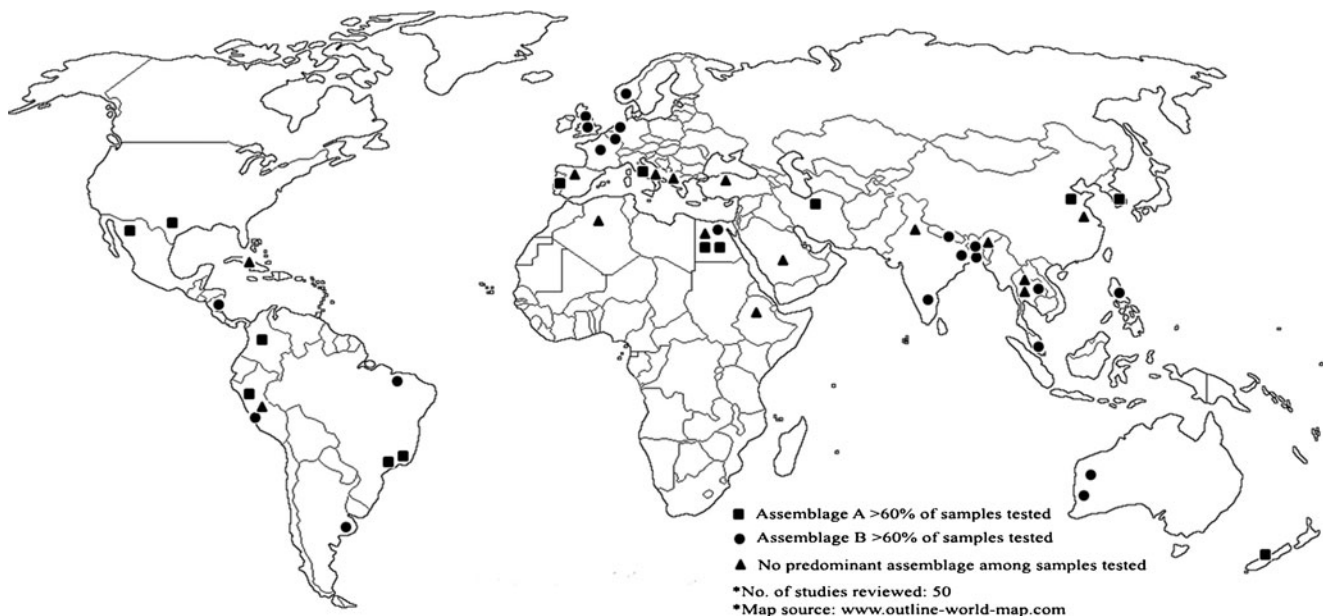 Assemblage A >60% of samples tested
Assemblage B >60% of samples tested
No predominant assemblage among samples tested
*No. of studies reviewed: 50
*Map source: www.outline-world-map.com